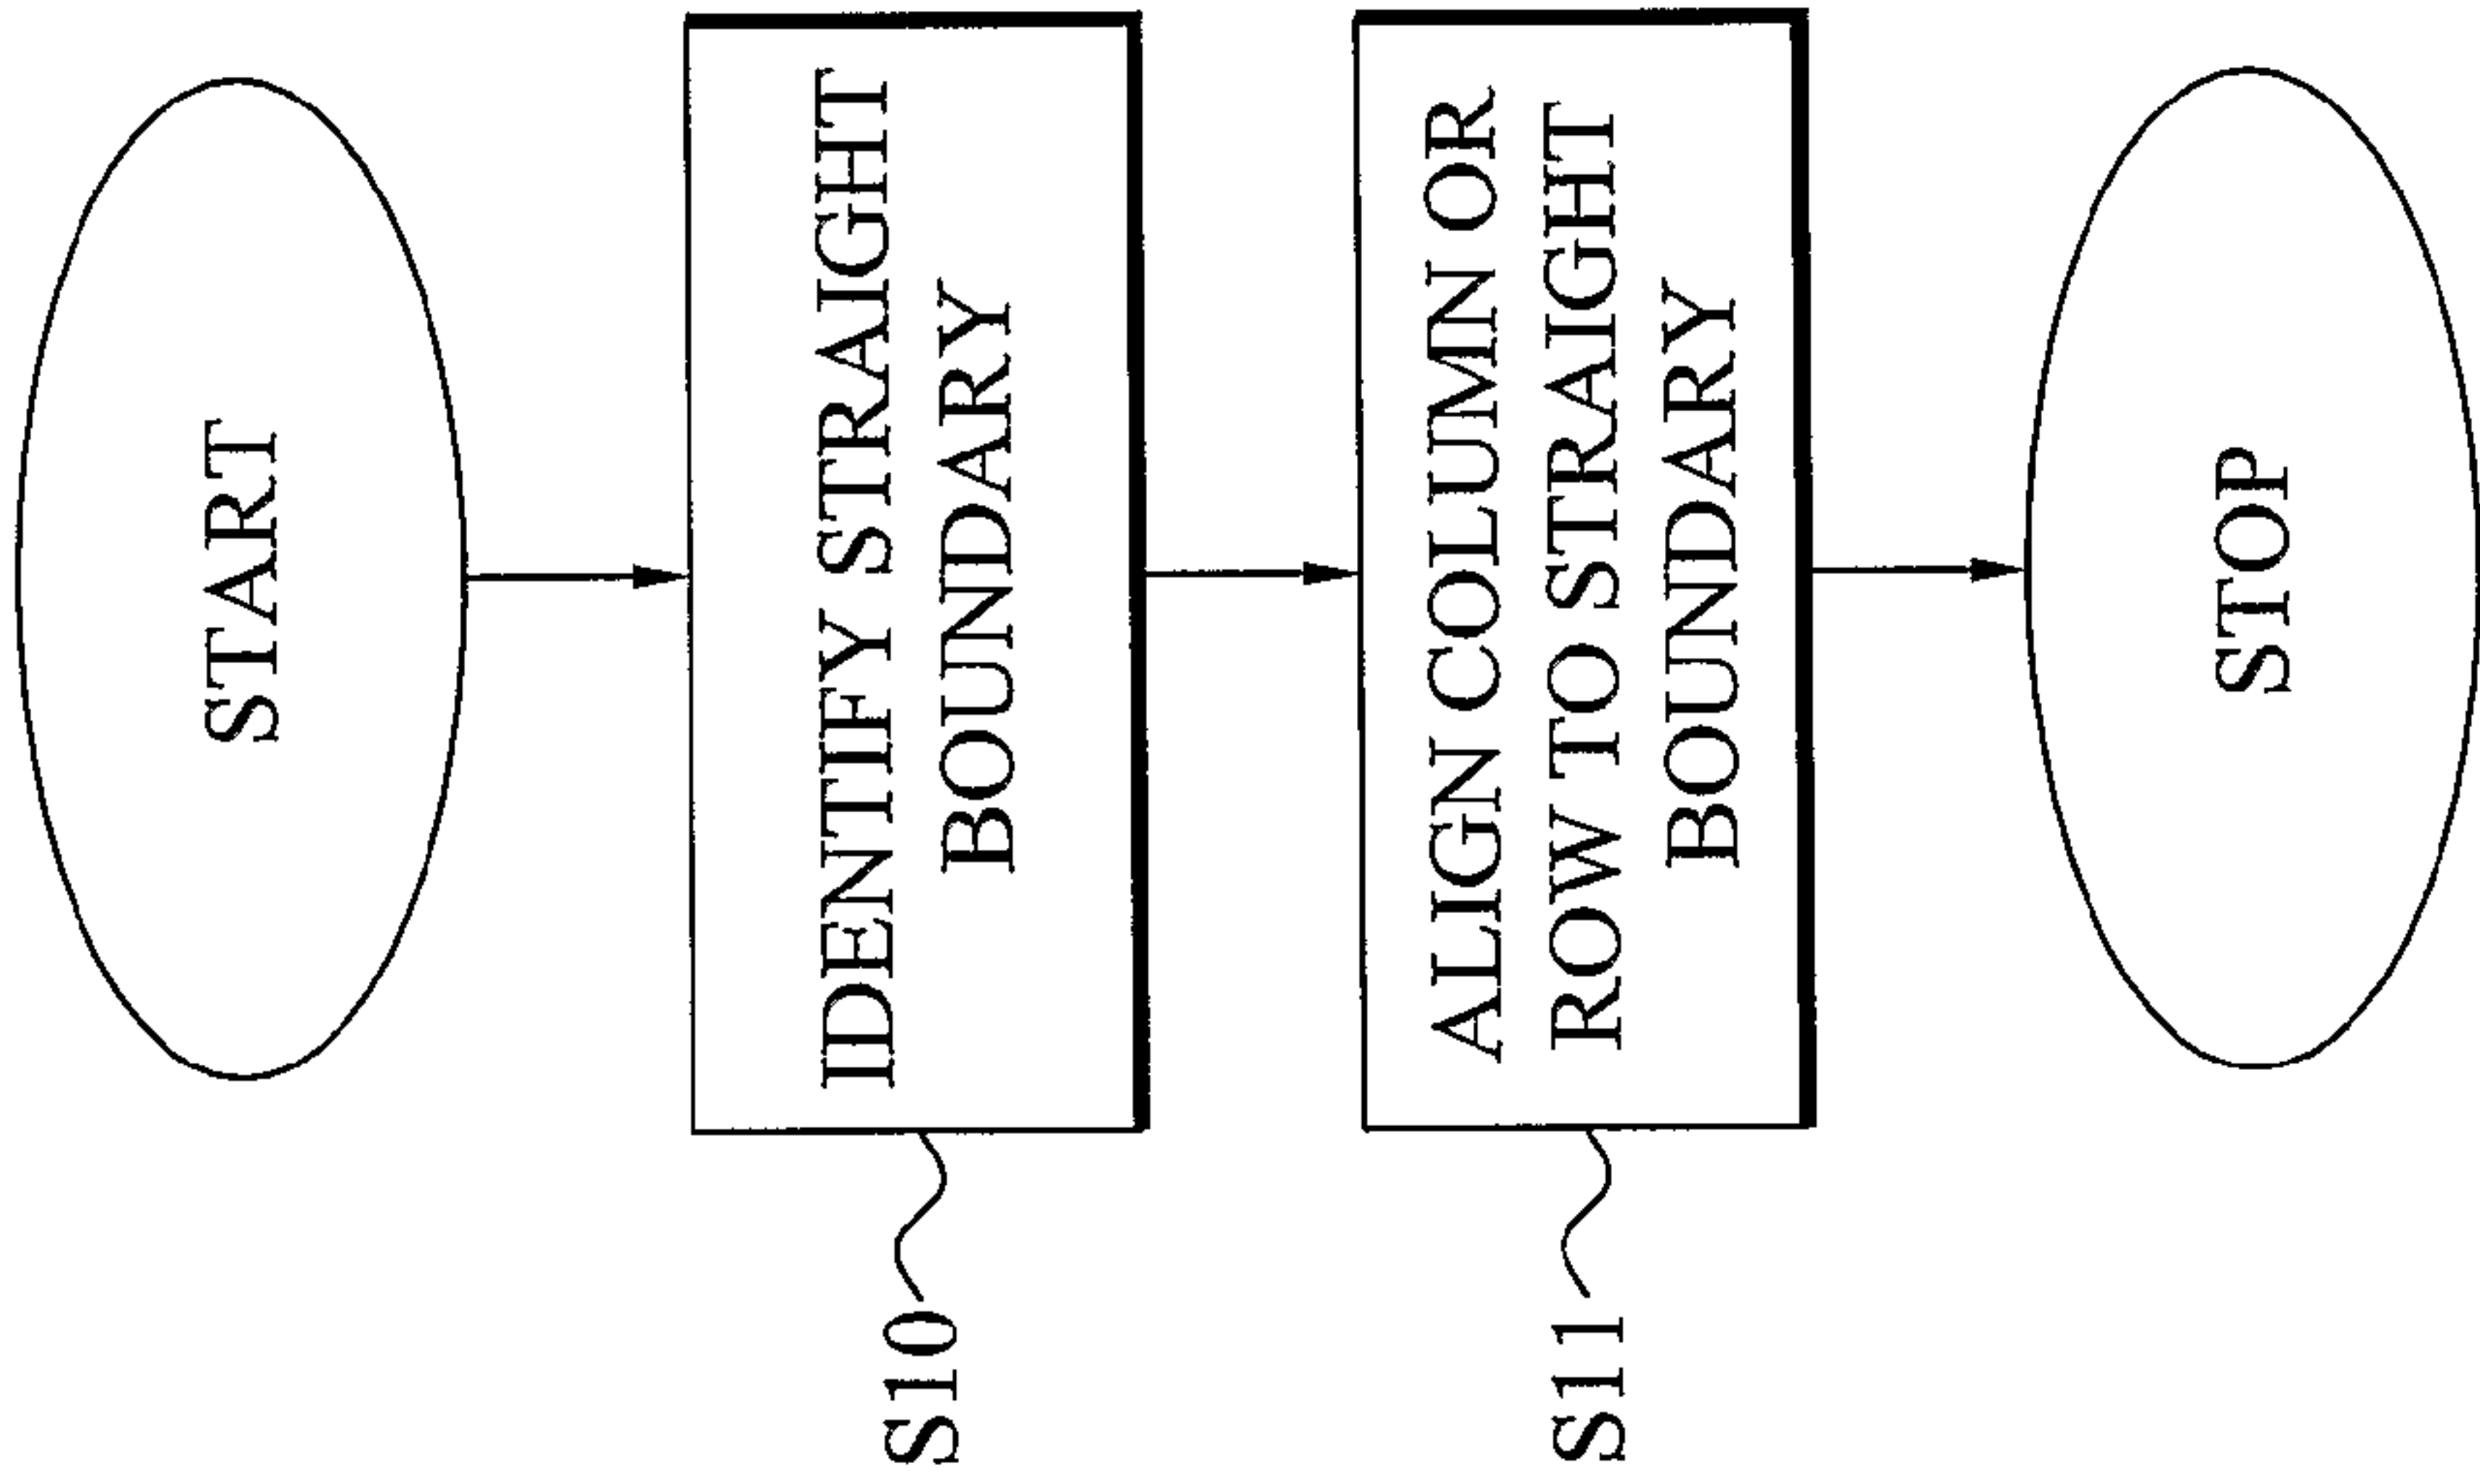 START
IDENTIFY STRAIGHT
BOUNDARY
S10
ALIGN COLUMN OR
ROW TO STRAIGHT
BOUNDARY
S11
STOP